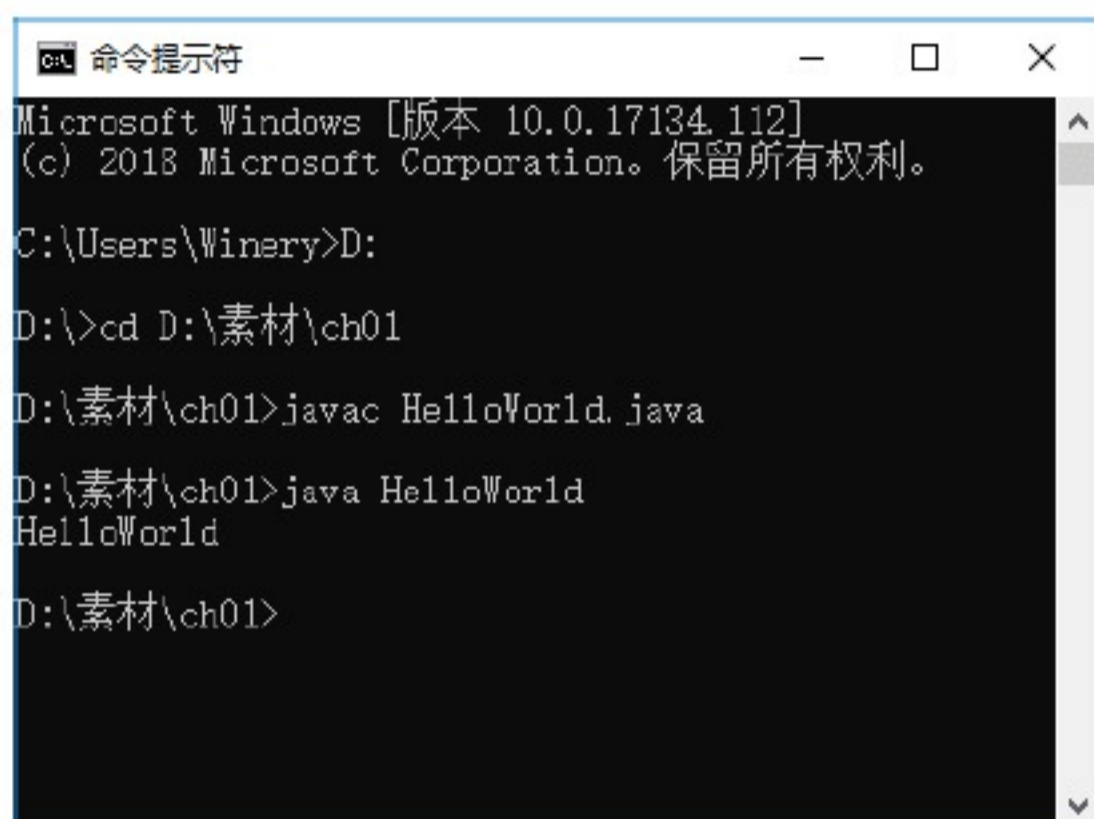 命令提示符
Microsoft Windows [版本 10.0.17134.112]
(c) 2018 Microsoft Corporation。保留所有权利。
C:\Users\Winery>D:
D:\>cd D:\素材\ch01
D:\素材\ch01>javac HelloWorld.java
D:\素材\ch01>java HelloWorld
HelloWorld
D:\素材\ch01>